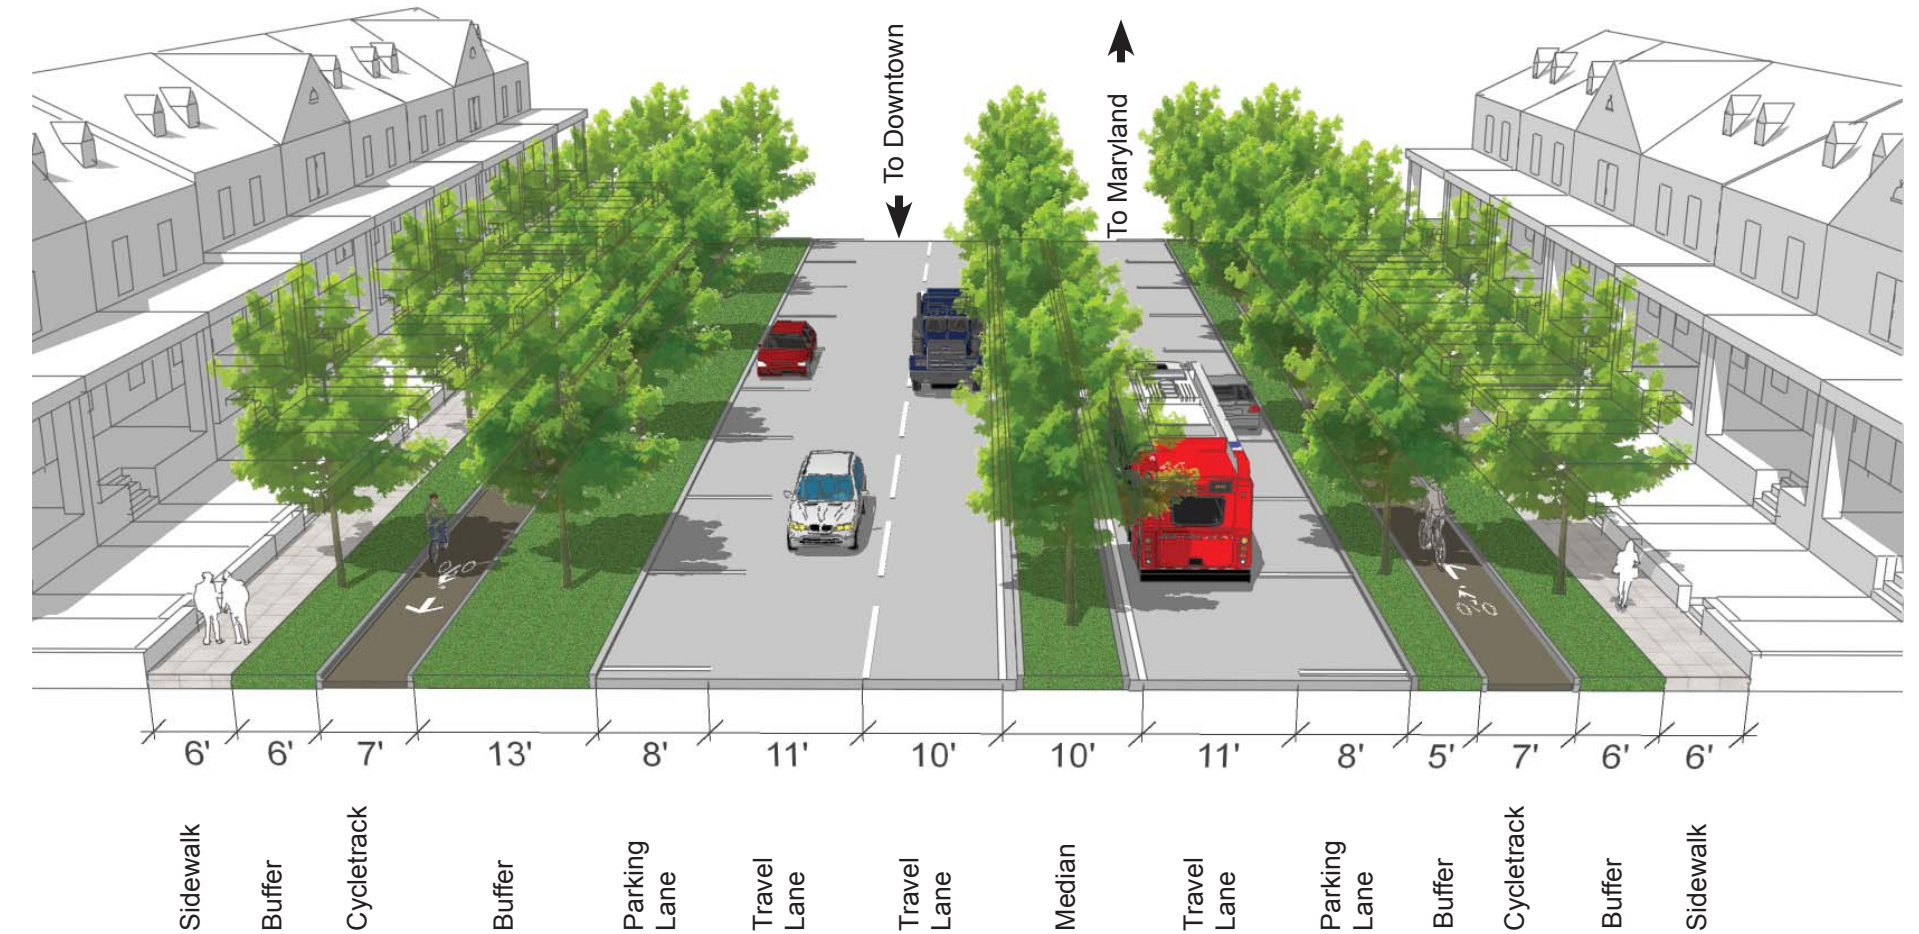 To Downtown
To Maryland
6'
6'
7'
13'
8'
11'
10'
10'
11'
8'
5'
7'
6'
6'
Sidewalk
Buffer
Cycletrack
Buffer
Parking
Lane
Travel
Lane
Travel
Lane
Median
Travel
Lane
Parking
Lane
Buffer
Cycletrack
Buffer
Sidewalk